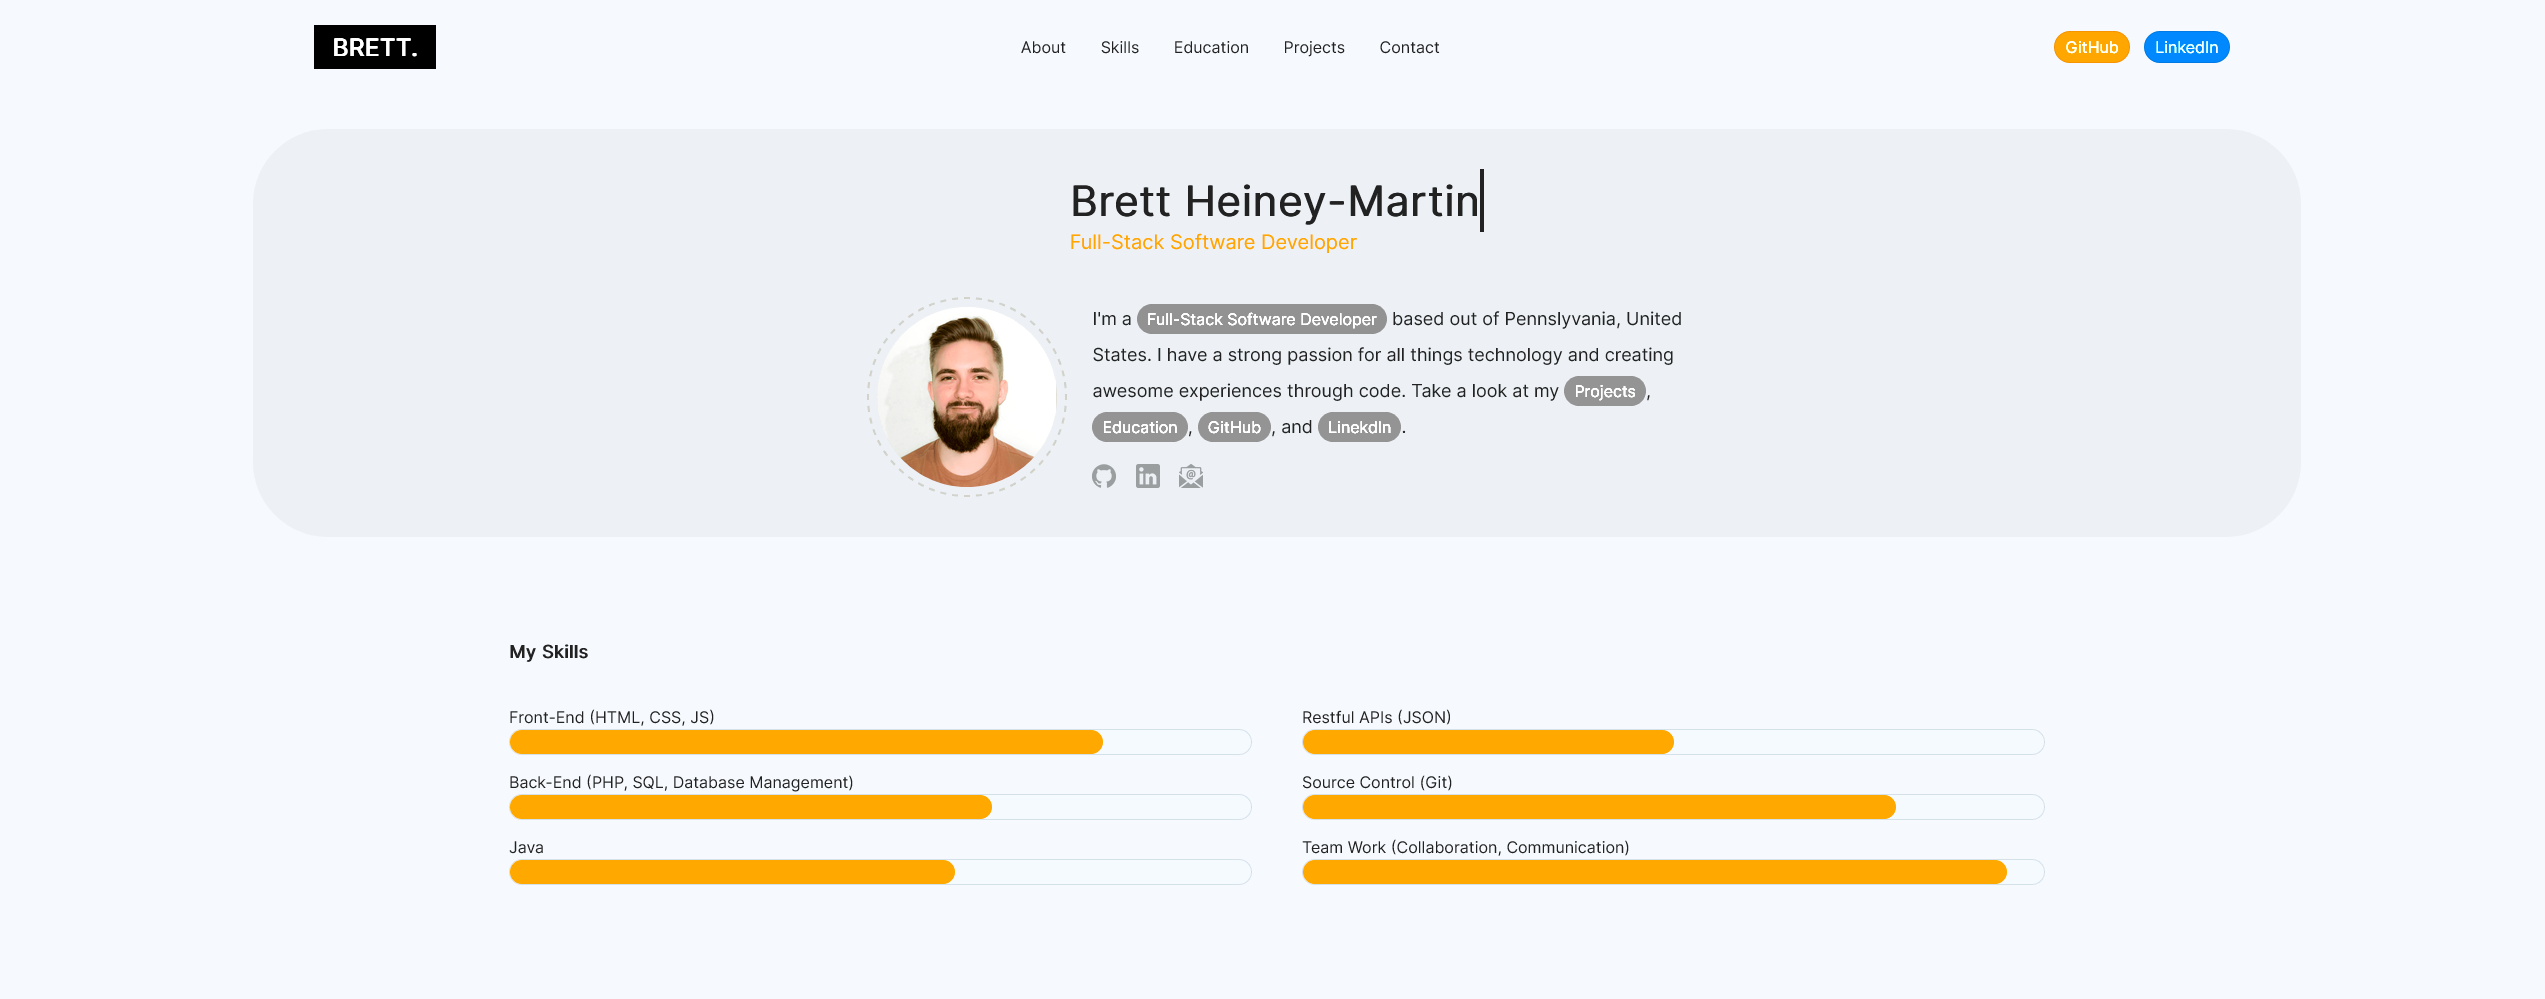 BRETT.
About Skills Education Projects Contact
GitHub LinkedIn
Brett Heiney-Martin
Full-Stack Software Developer
I'm a Full-Stack Software Developer based out of Pennslyvania, United
States. I have a strong passion for all things technology and creating
awesome experiences through code. Take a look at my Projects,
Education, GitHub, and LinekdIn.
in @
My Skills
Front-End (HTML, CSS, JS)
Back-End (PHP, SQL, Database Management)
Java
Restful APIs (JSON)
Source Control (Git)
Team Work (Collaboration, Communication)